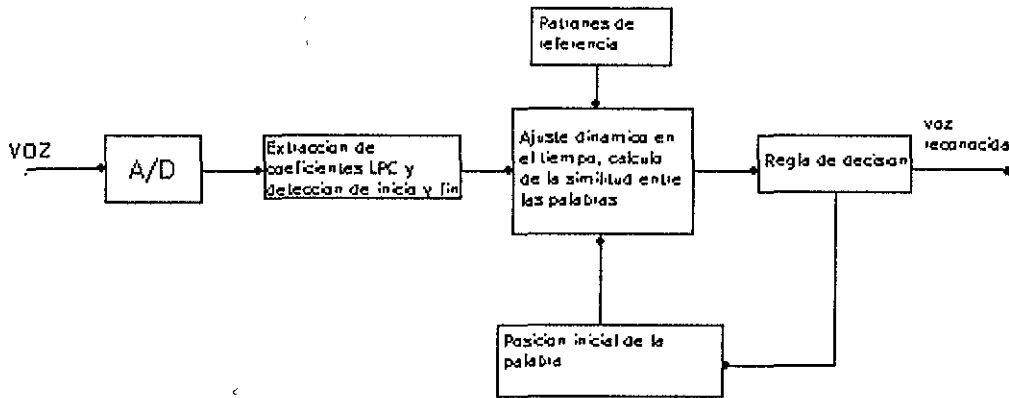 Patrones de
referencia
VOZ
A/D
Extraccion de
coeficientes LPC y
deteccion de inicio y fin
Ajuste dinamico en
el tiempo, calculo
de la similitud entre
las palabras
Regla de decision
voz
reconocida
Posicion inicial de la
palabra